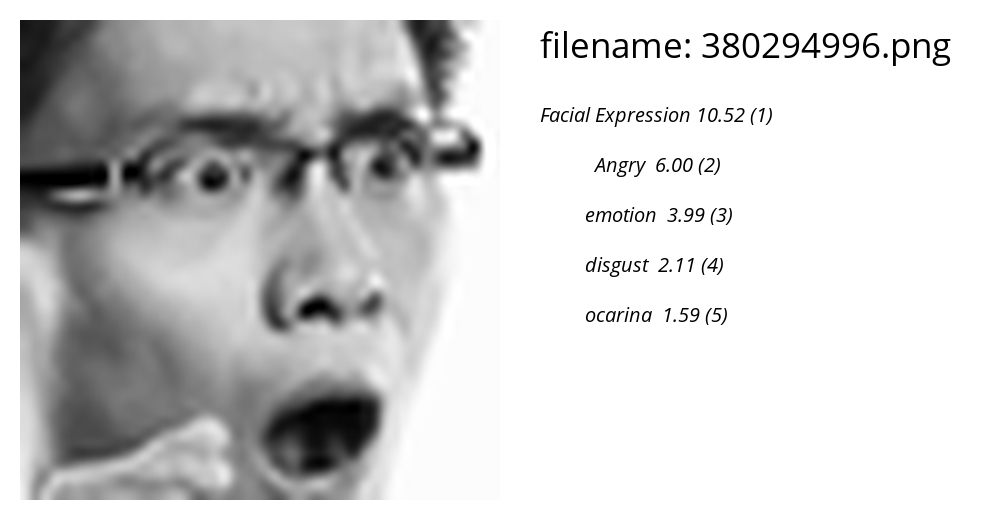 filename: 380294996.png
Facial Expression 10.52 (1)
Angry 6.00 (2)
emotion 3.99 (3)
disgust 2.11 (4)
ocarina 1.59 (5)